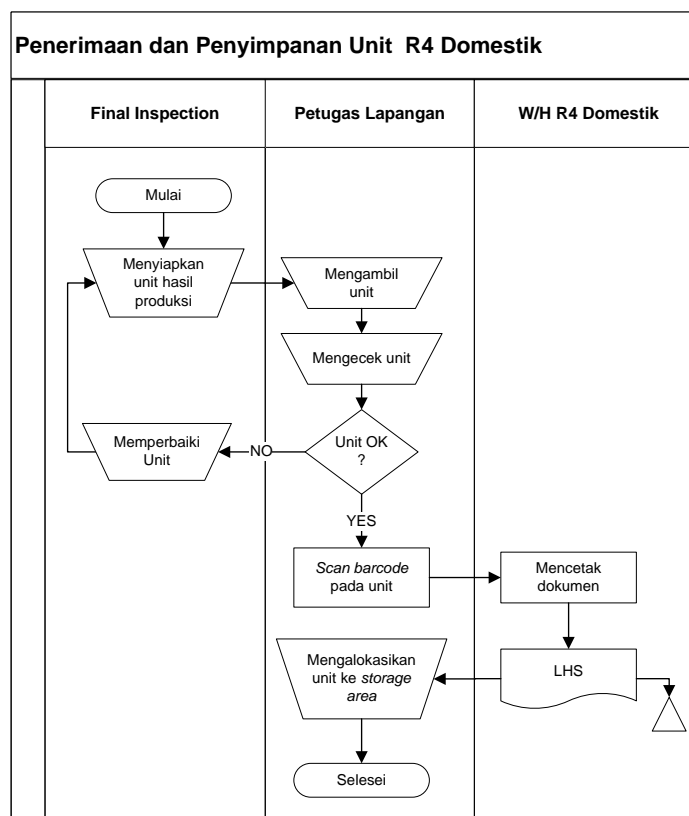 Penerimaan dan Penyimpanan Unit R4 Domestik
Final Inspection
Petugas Lapangan
W/H R4 Domestik
Mulai
Menyiapkan
unit hasil
produksi
Mengambil
unit
Mengecek unit
Memperbaiki
Unit
NO
Unit OK
?
YES
Scan barcode
pada unit
Mencetak
dokumen
Mengalokasikan
unit ke storage
area
LHS
Selesei